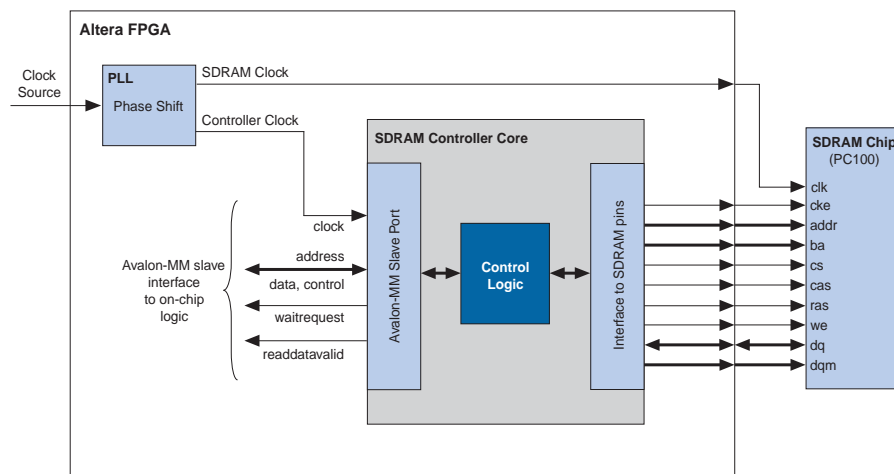 Altera FPGA
Clock
Source
PLL
Phase Shift
SDRAM Clock
Controller Clock
SDRAM Controller Core
SDRAM Chip
(PC100)
clk
cke
addr
ba
cs
cas
ras
we
dq
dqm
clock
address
data, control
waitrequest
readdatavalid
Avalon-MM slave
interface
to on-chip
logic
Avalon-MM Slave Port
Control
Logic
Interface to SDRAM pins